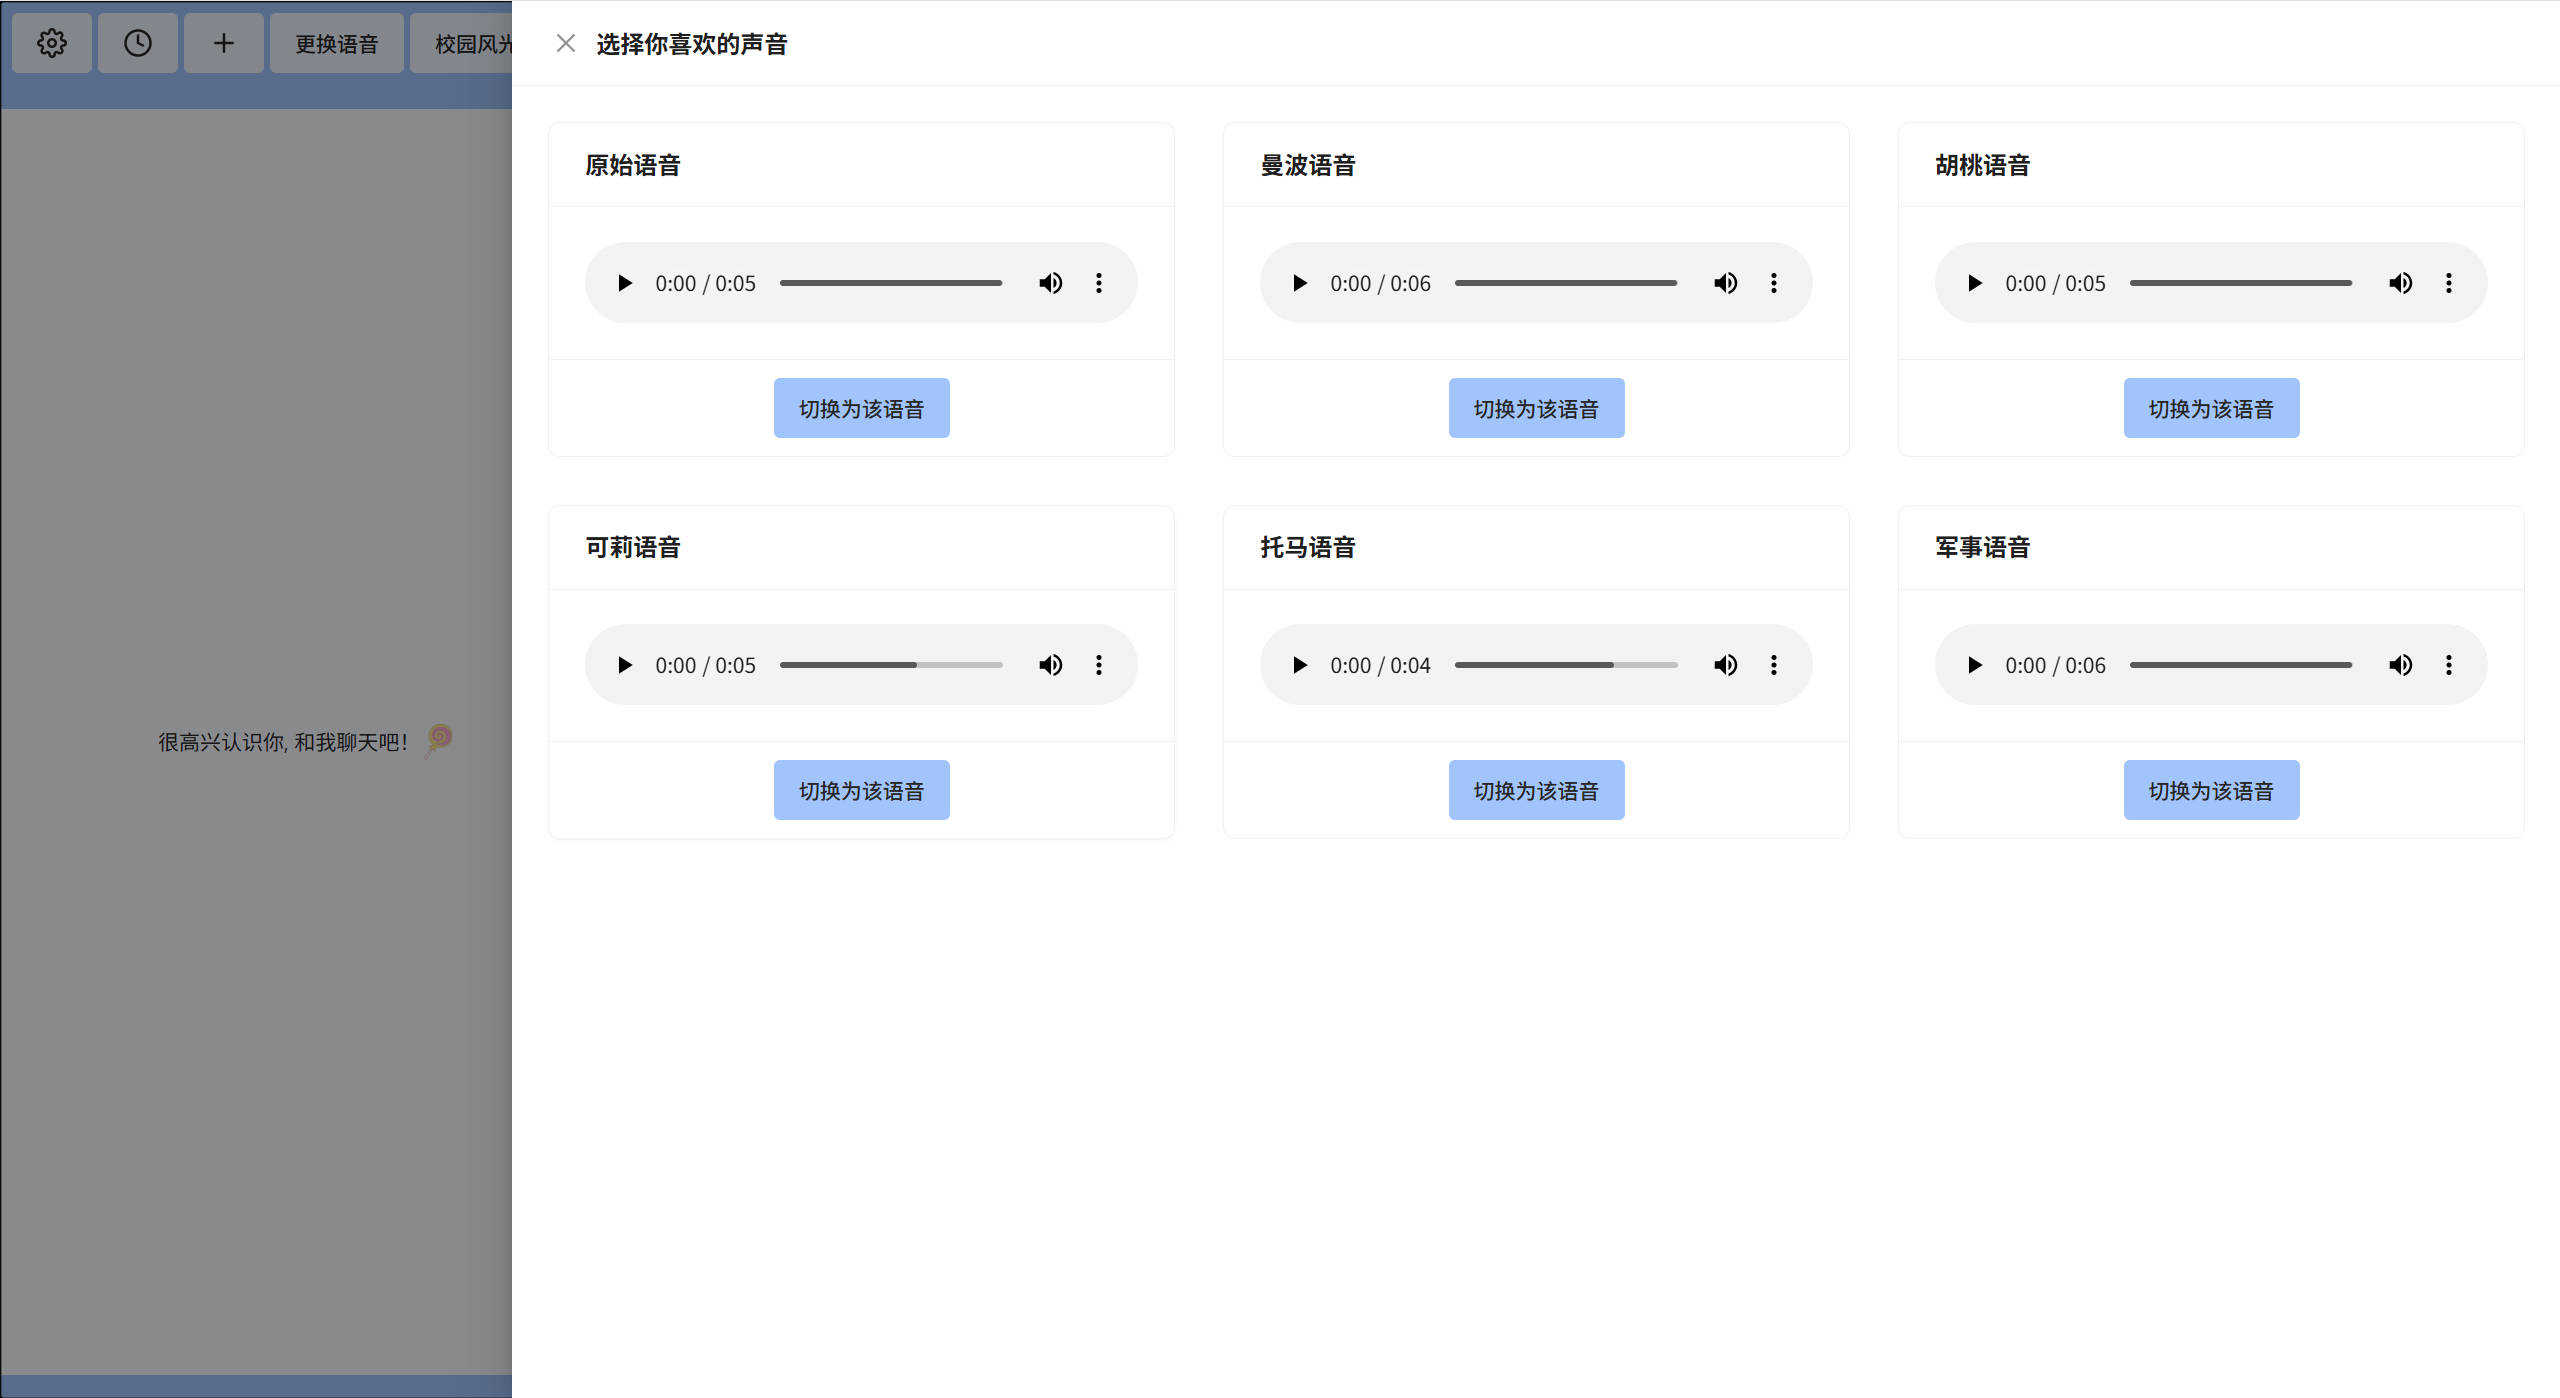 更换语音
校园风光
选择你喜欢的声音
原始语音
曼波语音
胡桃语音
0:00 / 0:05
0:00 / 0:06
0:00 / 0:05
切换为该语音
切换为该语音
切换为该语音
可莉语音
托马语音
军事语音
0:00 / 0:05
0:00 / 0:04
0:00 / 0:06
切换为该语音
切换为该语音
切换为该语音
很高兴认识你, 和我聊天吧!